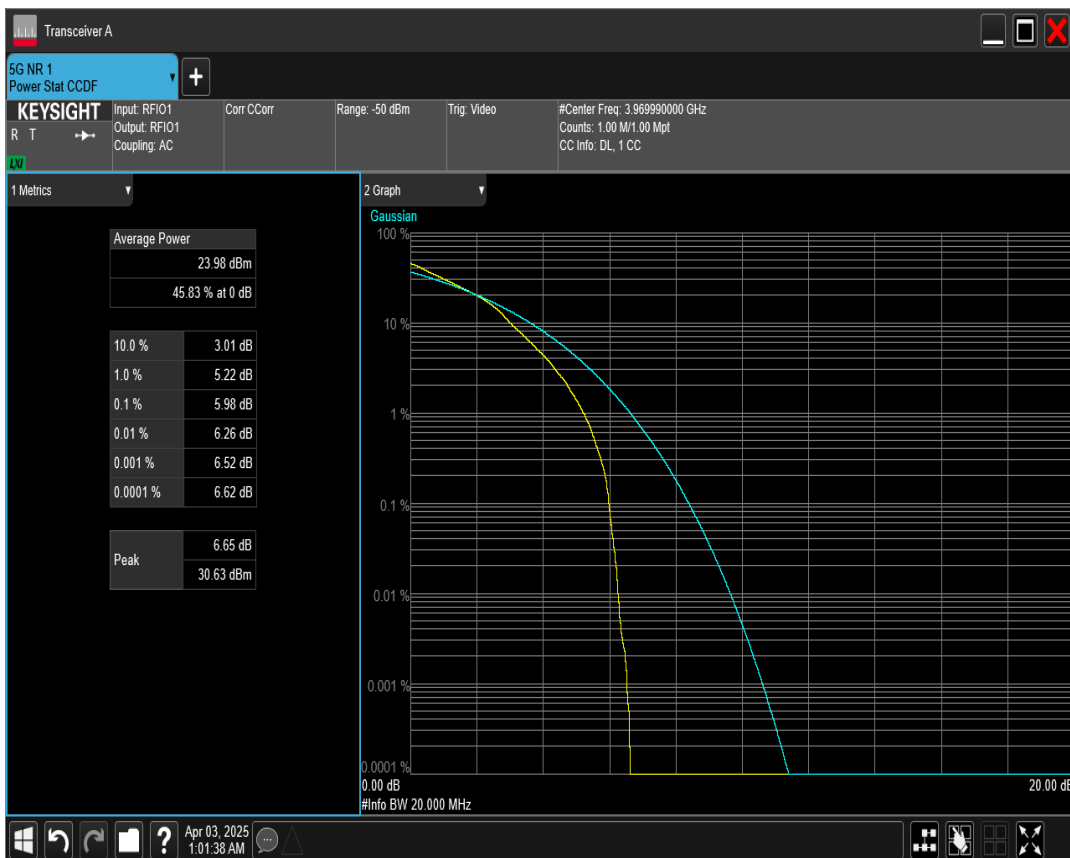 Transceiver A
5G NR 1
Power Stat CCDF
+
KEYSIGHT
R T
LXI
Input: RFIO1
Output: RFIO1
Coupling: AC
Corr CCorr
Range: -50 dBm
Trig: Video
#Center Freq: 3.969990000 GHz
Counts: 1.00 M/1.00 Mpt
CC Info: DL, 1 CC
1 Metrics
Average Power
23.98 dBm
45.83 % at 0 dB
10.0 % 3.01 dB
1.0 % 5.22 dB
0.1 % 5.98 dB
0.01 % 6.26 dB
0.001 % 6.52 dB
0.0001 % 6.62 dB
Peak
6.65 dB
30.63 dBm
2 Graph
Gaussian
100 %
10 %
1 %
0.1 %
0.01 %
0.001 %
0.0001 %
0.00 dB 20.00 dB
#Info BW 20.000 MHz
?
Apr 03, 2025
1:01:38 AM